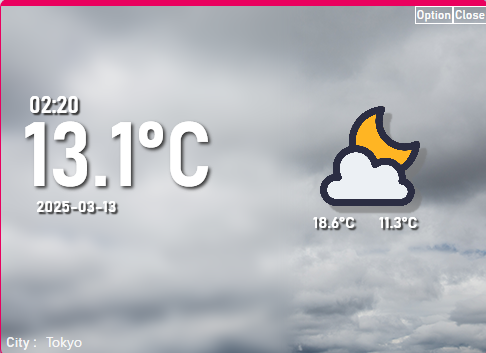 Option Close
02:20
13.1°C
2025-03-13
18.6°C 11.3°C
City : Tokyo